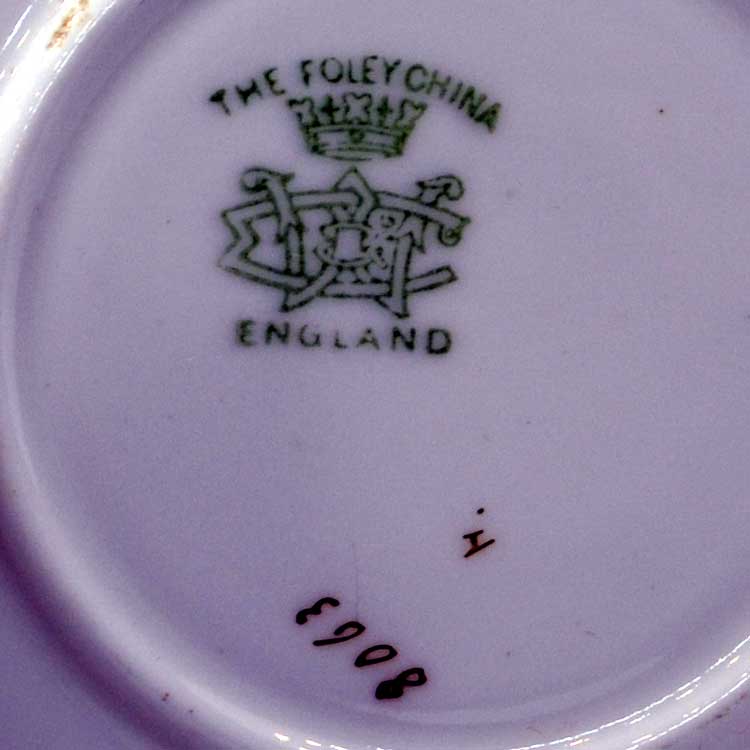 THE FOLEY CHINA
ENGLAND
H
8063